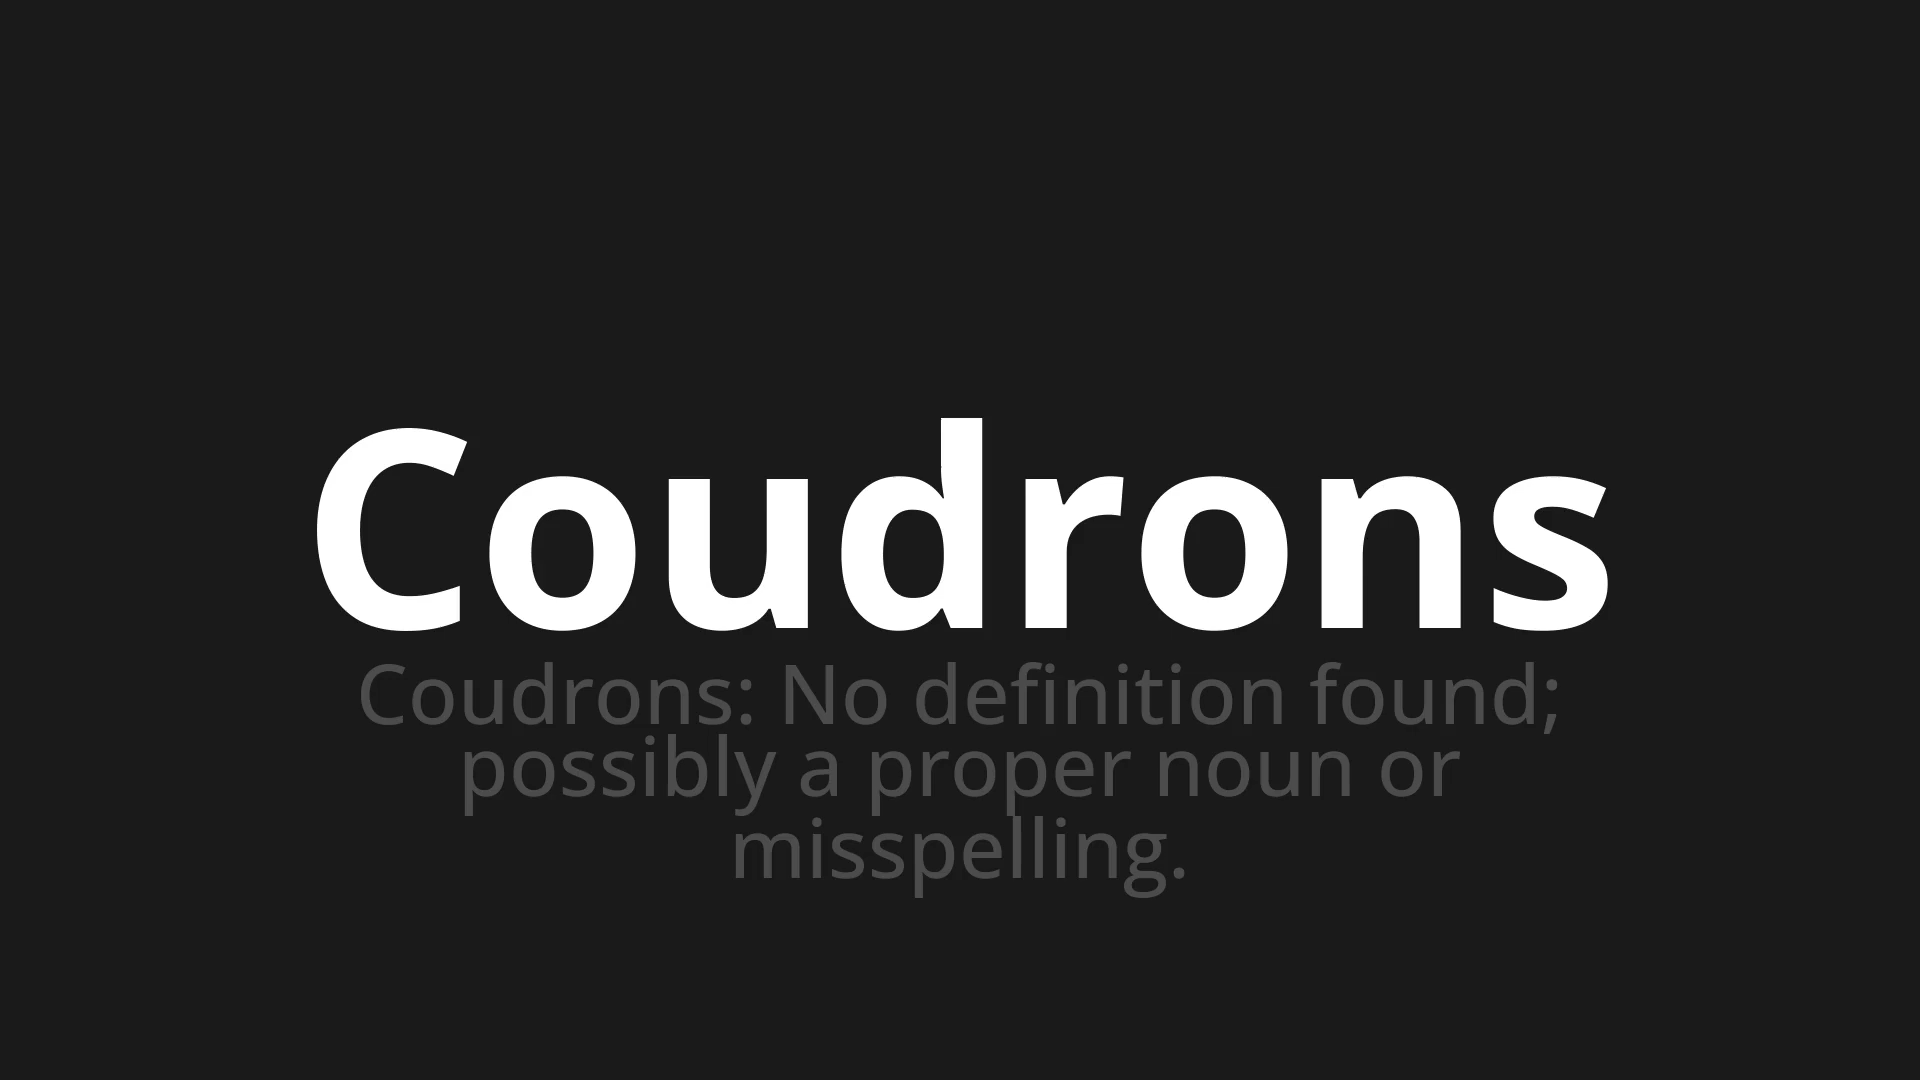 Coudrons
Coudrons: No definition found;
possibly a proper noun or
misspelling.